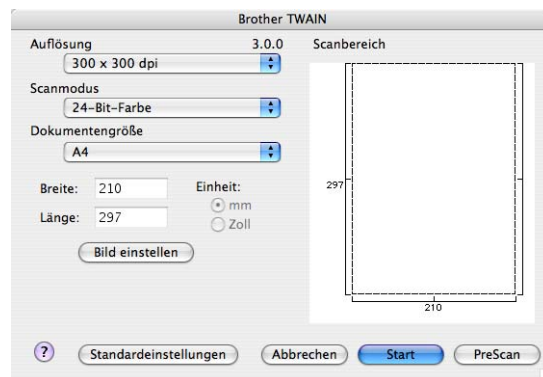 Brother TWAIN
Auflösung 3.0.0
300 x 300 dpi
Scanmodus
24-Bit-Farbe
Dokumentengröße
A4
Breite: 210
Länge: 297
Einheit:
mm
Zoll
Bild einstellen
Scanbereich
297
210
?
Standardeinstellungen
Abbrechen
Start
PreScan